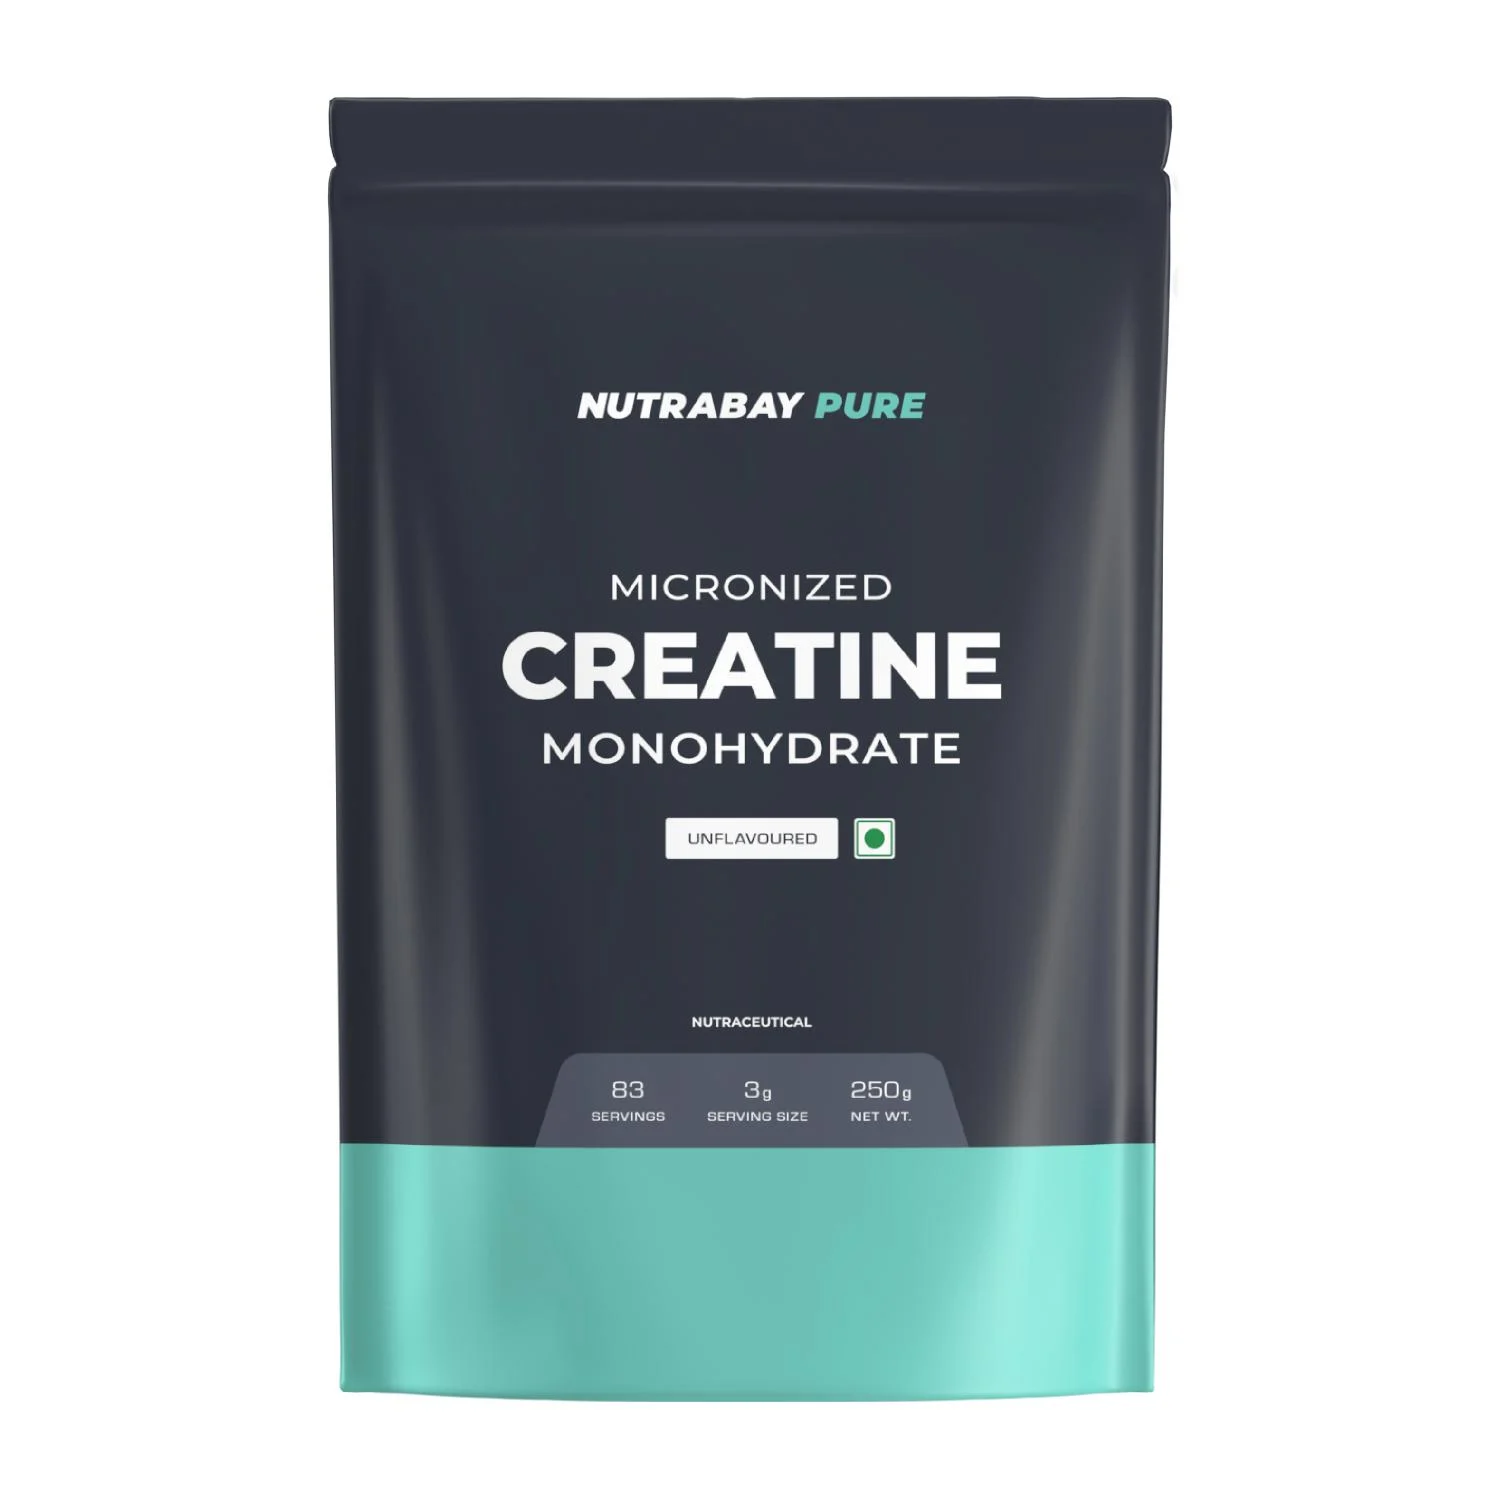 NUTRABAY PURE
MICRONIZED
CREATINE
MONOHYDRATE
UNFLAVOURED
NUTRACEUTICAL
83 3g 250g
SERVINGS SERVING SIZE NET WT.